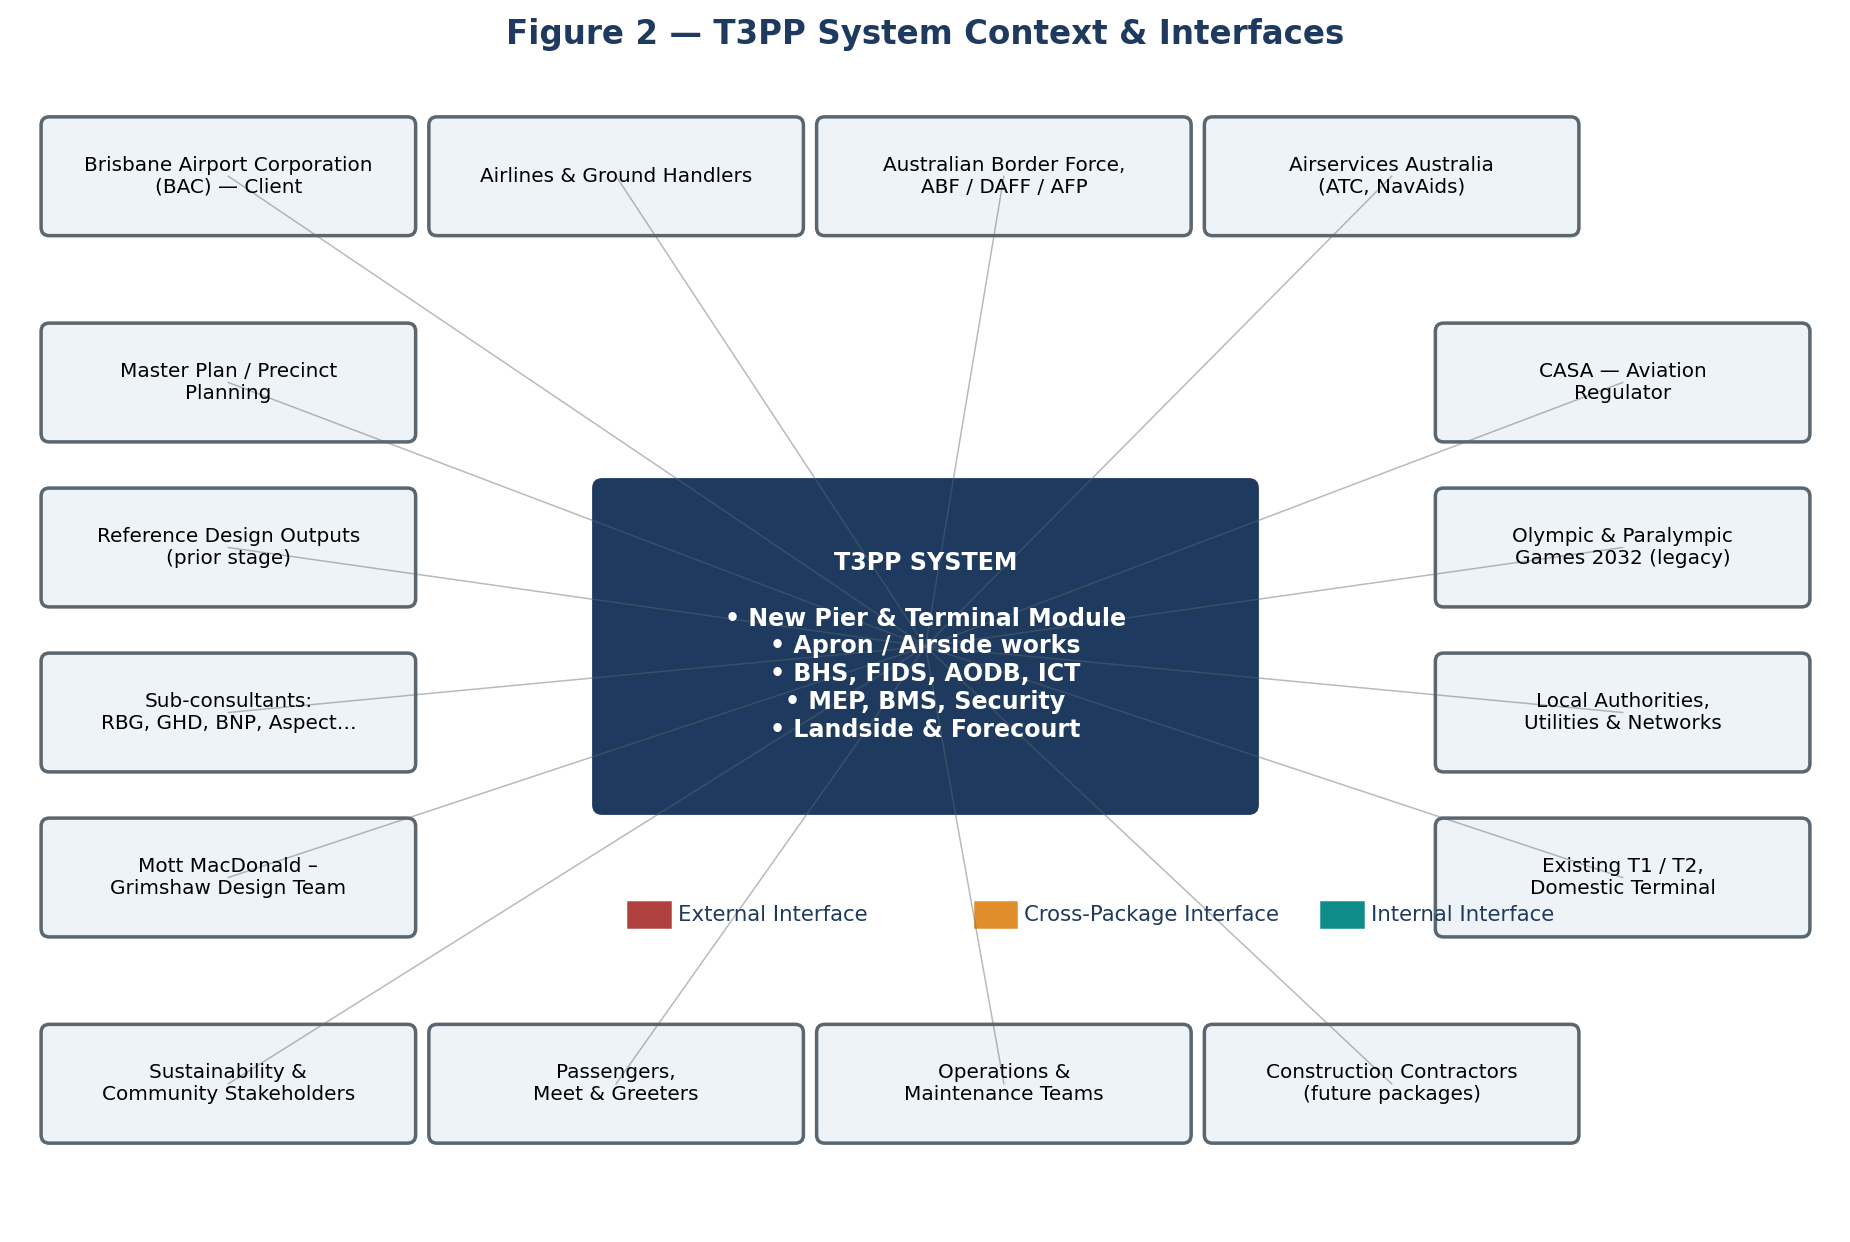 Figure 2 — T3PP System Context & Interfaces
Brisbane Airport Corporation
(BAC) — Client
Airlines & Ground Handlers
Australian Border Force,
ABF / DAFF / AFP
Airservices Australia
(ATC, NavAids)
Master Plan / Precinct
Planning
CASA — Aviation
Regulator
Reference Design Outputs
(prior stage)
Olympic & Paralympic
Games 2032 (legacy)
T3PP SYSTEM
• New Pier & Terminal Module
• Apron / Airside works
• BHS, FIDS, AODB, ICT
• MEP, BMS, Security
• Landside & Forecourt
Sub-consultants:
RBG, GHD, BNP, Aspect...
Local Authorities,
Utilities & Networks
Mott MacDonald –
Grimshaw Design Team
Existing T1 / T2,
Domestic Terminal
External Interface
Cross-Package Interface
Internal Interface
Sustainability &
Community Stakeholders
Passengers,
Meet & Greeters
Operations &
Maintenance Teams
Construction Contractors
(future packages)